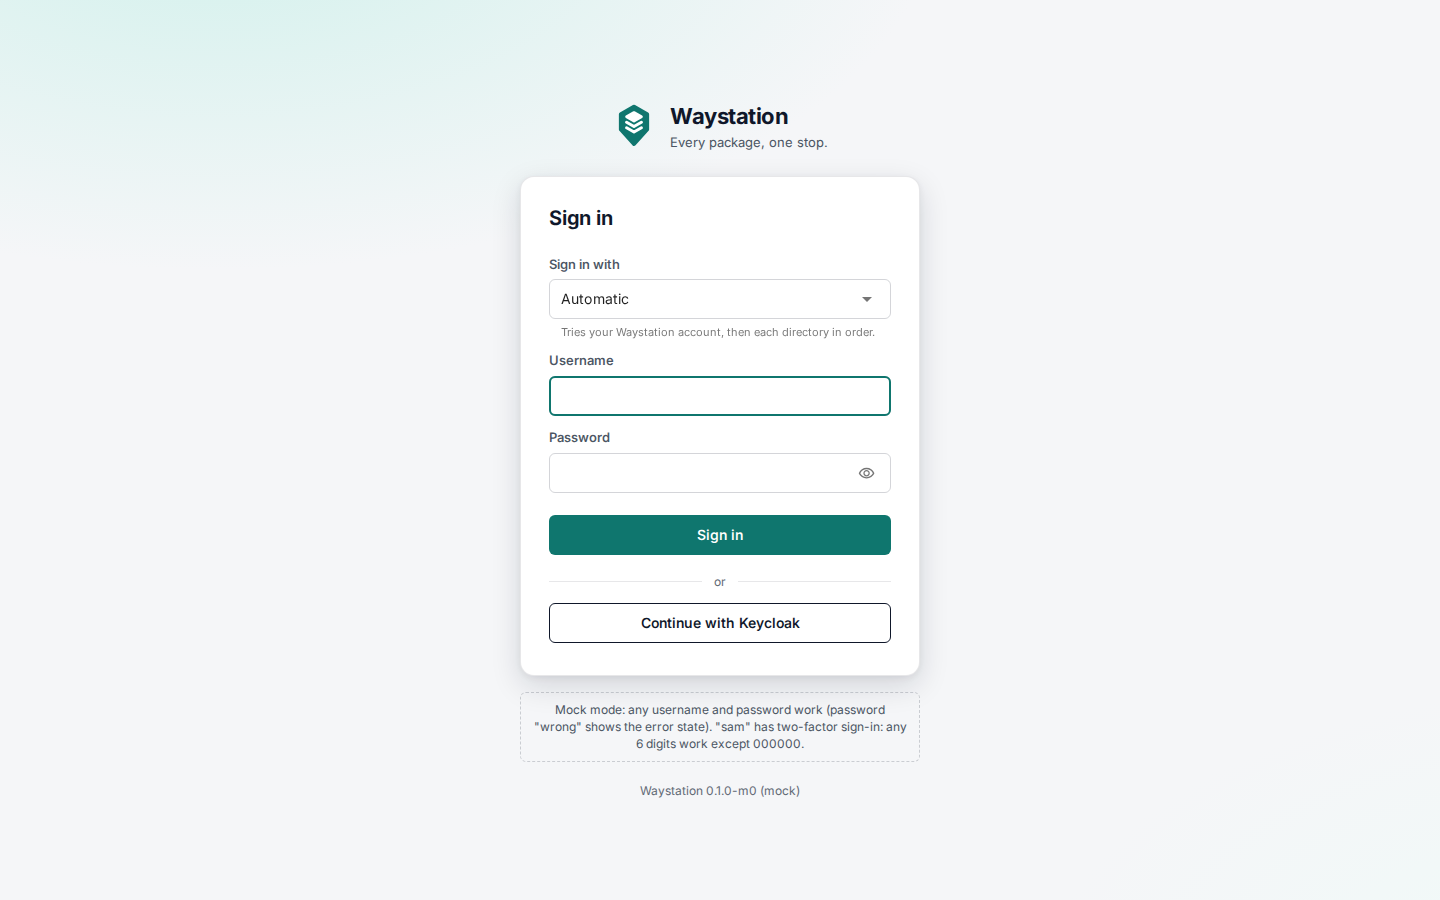 Waystation
Every package, one stop.
Sign in
Sign in with
Automatic
Tries your Waystation account, then each directory in order.
Username
Password
Sign in
or
Continue with Keycloak
Mock mode: any username and password work (password
"wrong" shows the error state). "sam" has two-factor sign-in: any
6 digits work except 000000.
Waystation 0.1.0-m0 (mock)